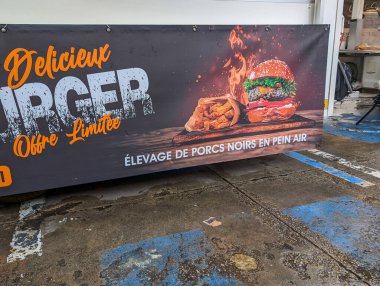 Delicieux
URGER
Offre Limitée
ÉLEVAGE DE PORCS NOIRS EN PLEIN AIR